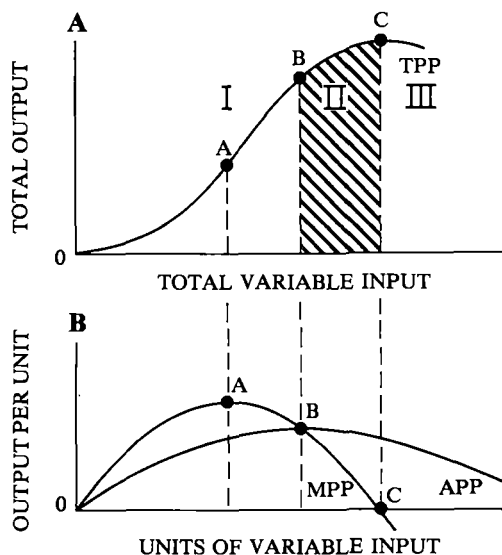 A
C
B
TPP
I
II
III
A
TOTAL OUTPUT
0
TOTAL VARIABLE INPUT
B
A
B
OUTPUT PER UNIT
MPP
C
APP
0
UNITS OF VARIABLE INPUT